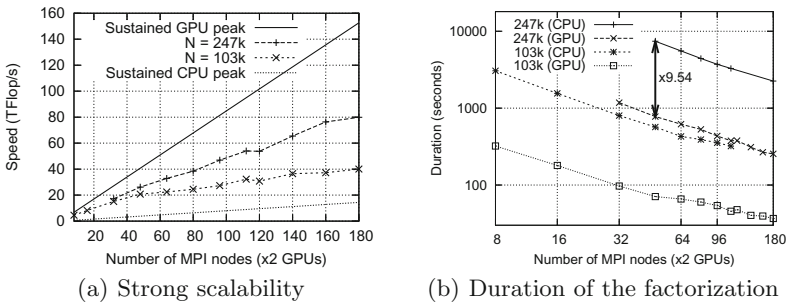 160
140
120
100
80
60
40
20
0
Speed (TFlop/s)
Sustained GPU peak
N = 247k
N = 103k
Sustained CPU peak
20 40 60 80 100 120 140 160 180
Number of MPI nodes (x2 GPUs)
(a) Strong scalability
10000
1000
100
Duration (seconds)
247k (CPU)
247k (GPU)
103k (CPU)
103k (GPU)
x9.54
8 16 32 64 96 180
Number of MPI nodes (x2 GPUs)
(b) Duration of the factorization